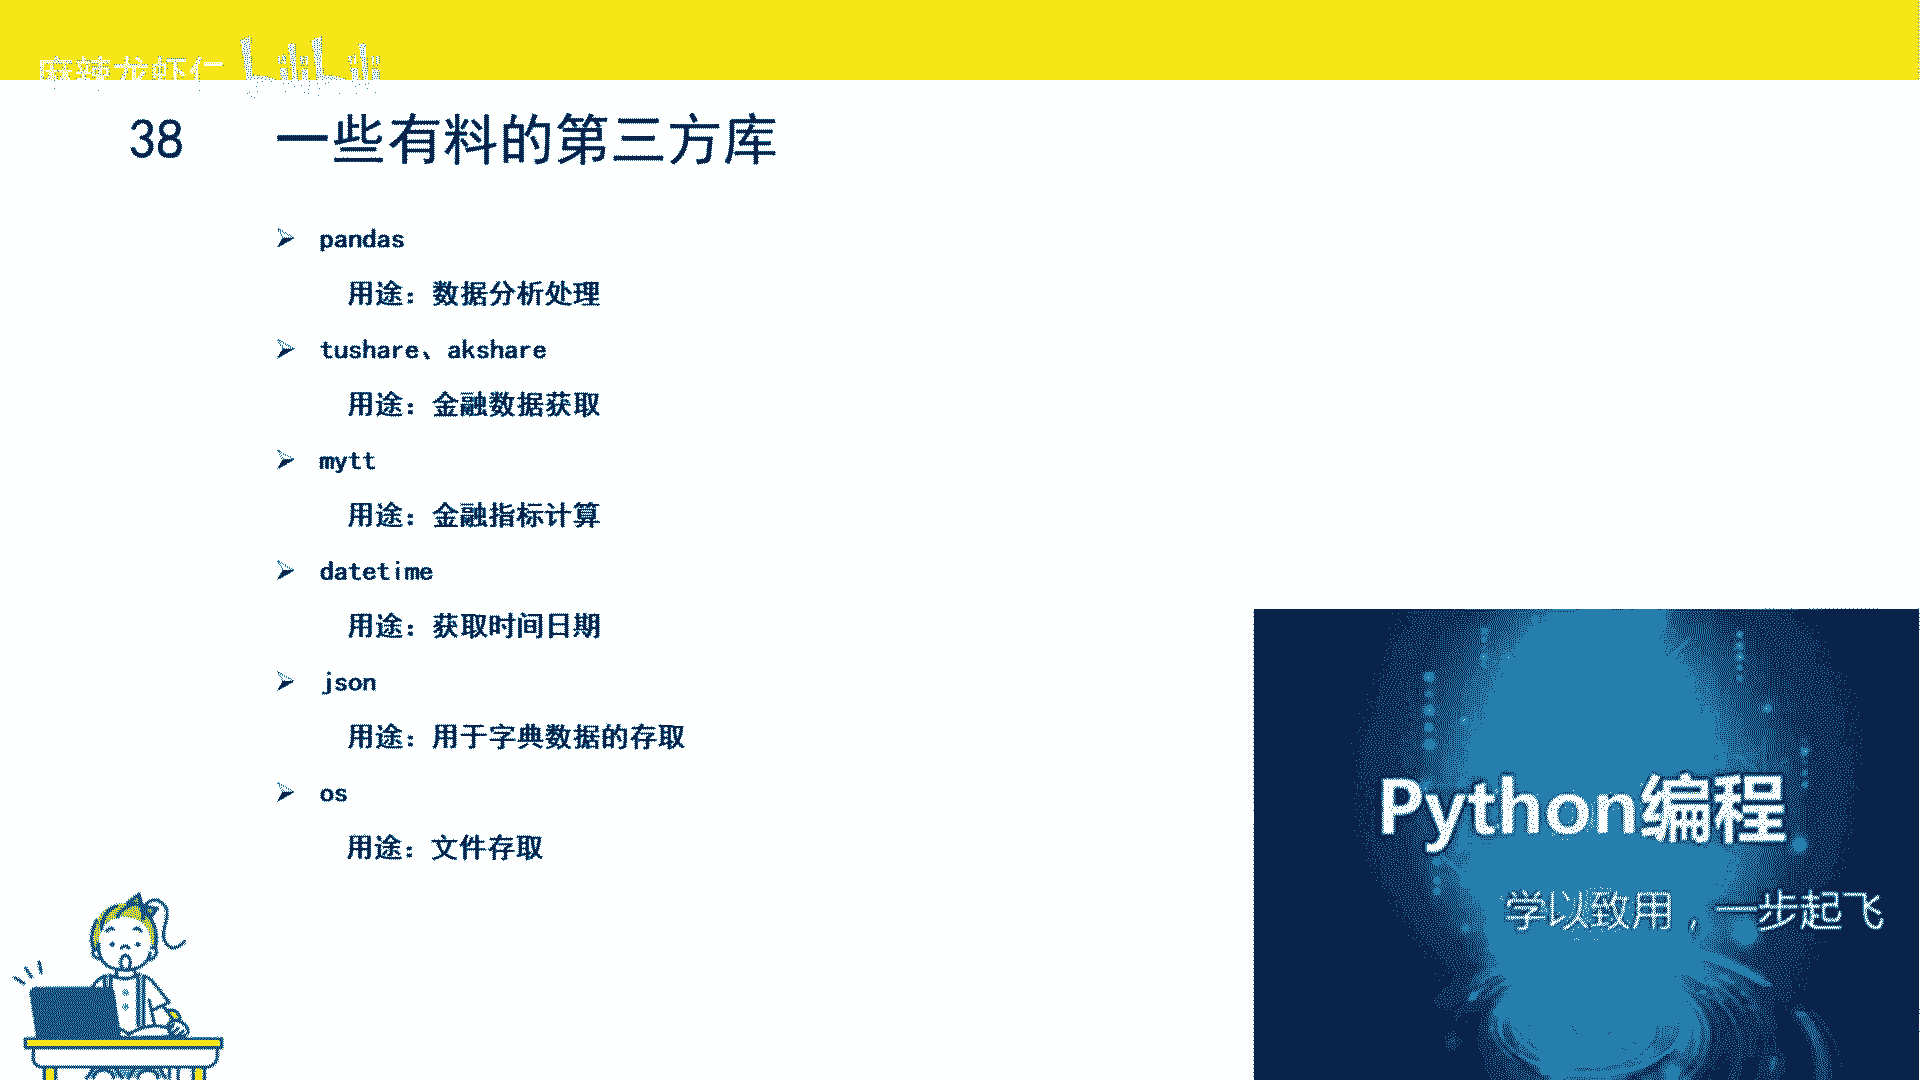 麻辣龙虾仁 bilibili
38 一些有料的第三方库
➢ pandas
用途：数据分析处理
➢ tushare、akshare
用途：金融数据获取
➢ mytt
用途：金融指标计算
➢ datetime
用途：获取时间日期
➢ json
用途：用于字典数据的存取
➢ os
用途：文件存取
Python编程
学以致用，一步起飞